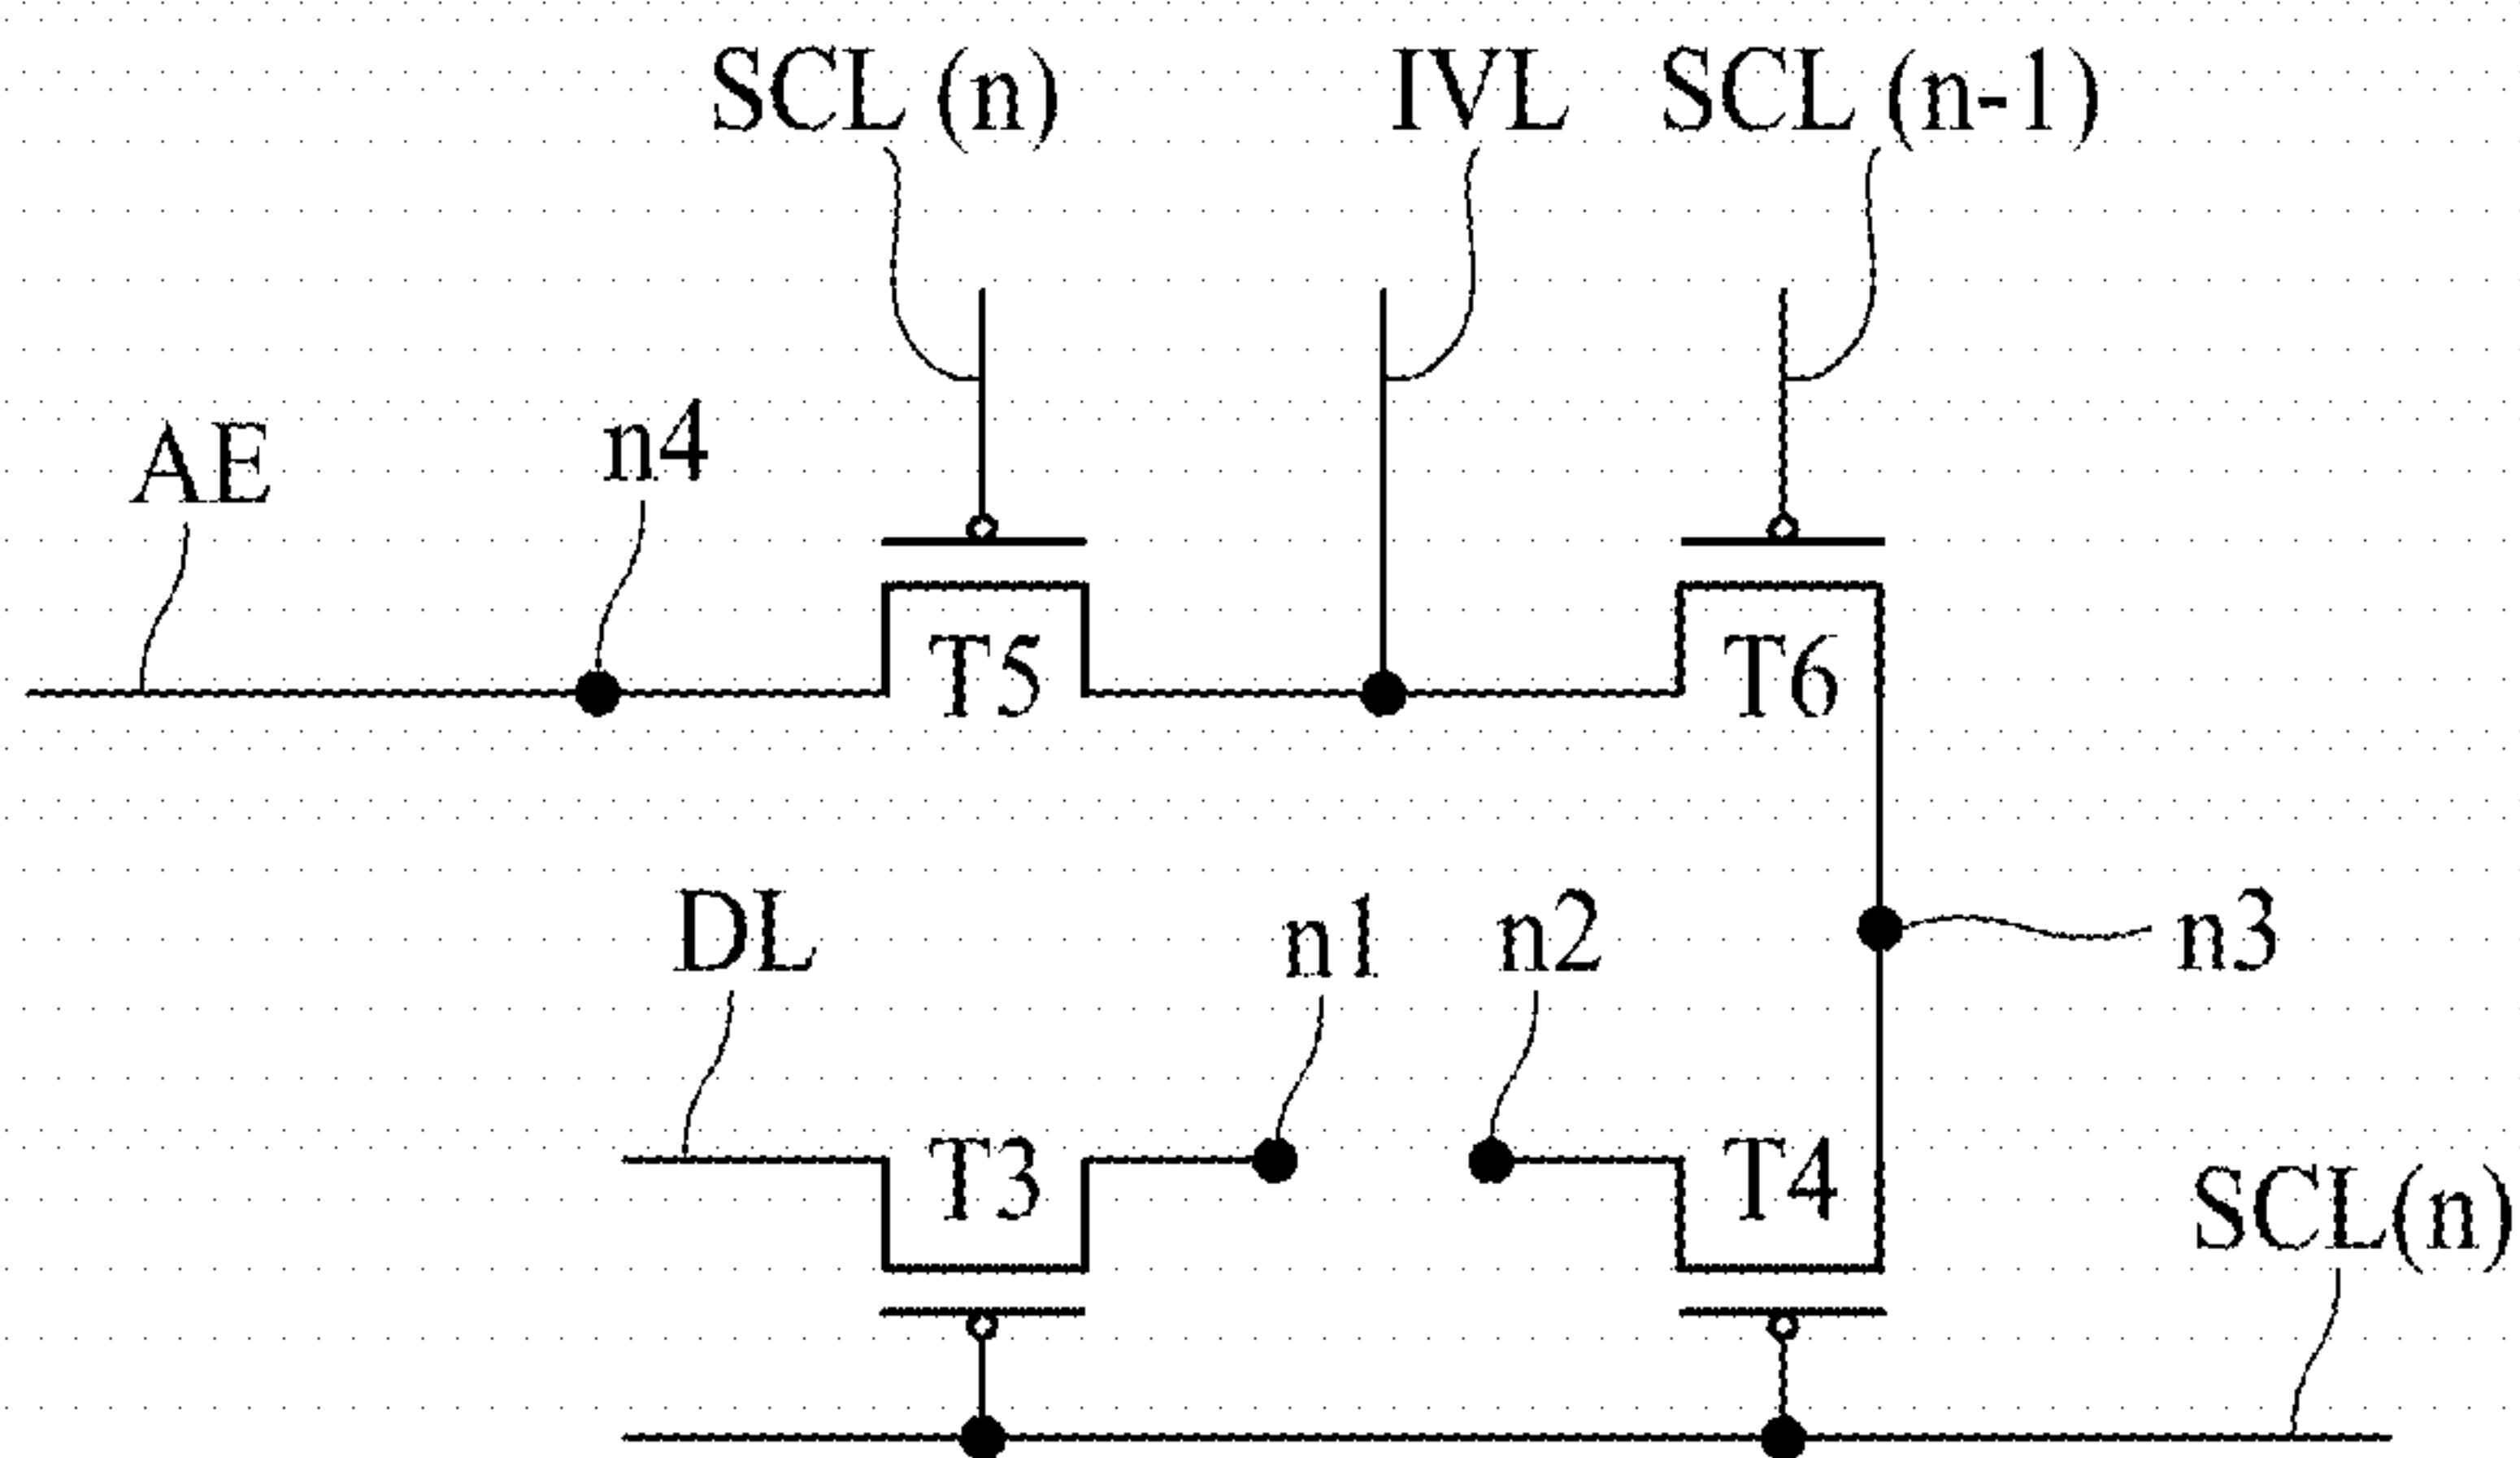 SCL (n) IVL SCL (n-1)
AE n4
T5 T6
DL n1 n2 n3
T3 T4 SCL(n)